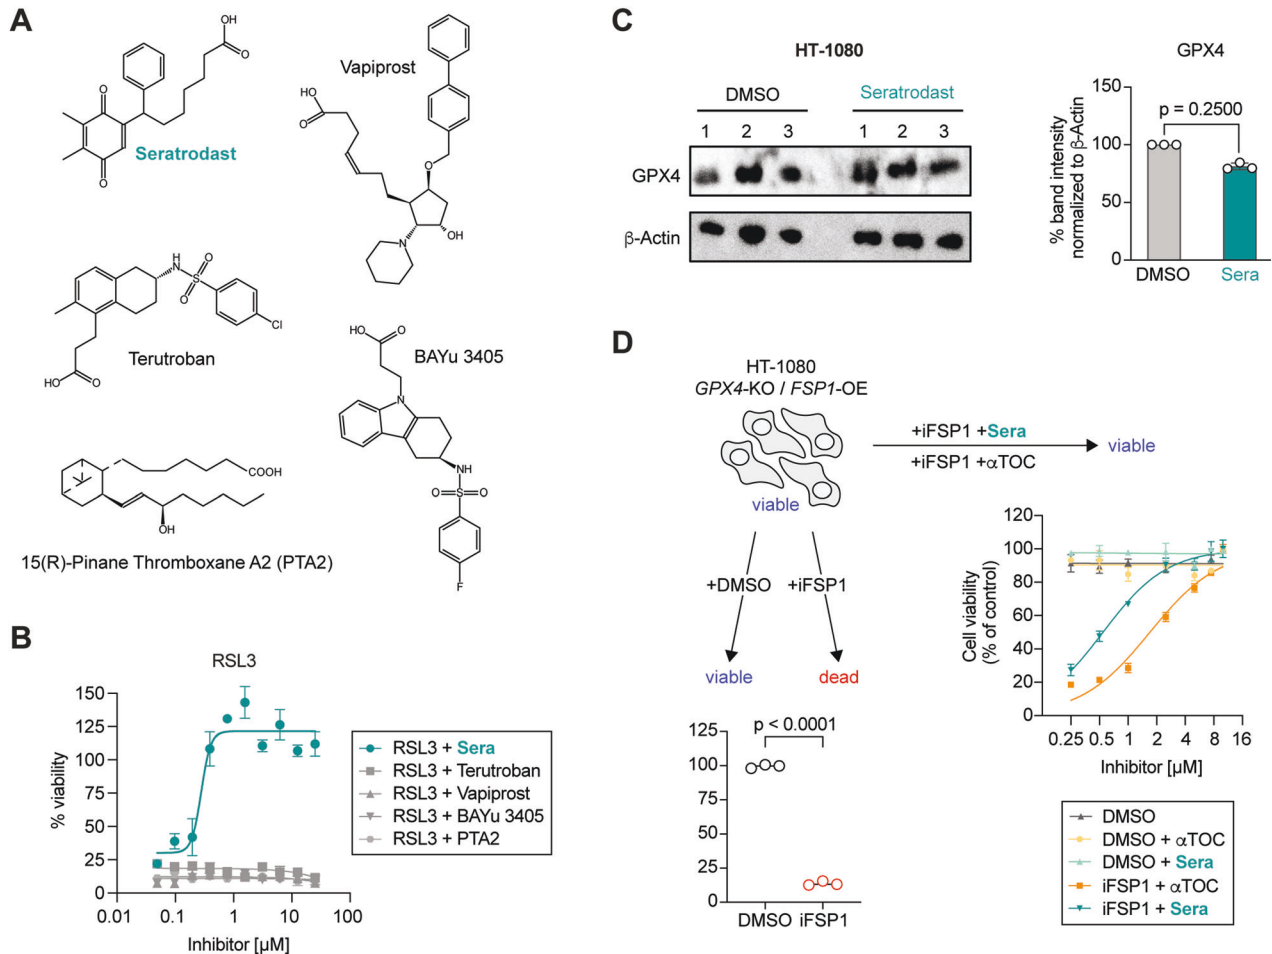 A
OH
O
O
O
Seratrodast
Vapiprost
HO
O
O
N
OH
H
N
O
S
O
Cl
HO
O
Terutroban
HO
O
BAYu 3405
N
NH
O
S
O
F
COOH
OH
15(R)-Pinane Thromboxane A2 (PTA2)
B
RSL3
% viability
150
125
100
75
50
25
0
0.01
0.1
1
10
100
Inhibitor [µM]
RSL3 + Sera
RSL3 + Terutroban
RSL3 + Vapiprost
RSL3 + BAYu 3405
RSL3 + PTA2
C
HT-1080
DMSO
Seratrodast
1 2 3 1 2 3
GPX4
β-Actin
GPX4
% band intensity
normalized to β-Actin
150
100
50
0
p = 0.2500
DMSO
Sera
D
HT-1080
GPX4-KO / FSP1-OE
viable
+iFSP1 +Sera
+iFSP1 +αTOC
viable
+DMSO
+iFSP1
viable
dead
p < 0.0001
125
100
75
50
25
0
DMSO iFSP1
Cell viability
(% of control)
120
100
80
60
40
20
0
0.25 0.5 1 2 4 8 16
Inhibitor [µM]
DMSO
DMSO + αTOC
DMSO + Sera
iFSP1 + αTOC
iFSP1 + Sera